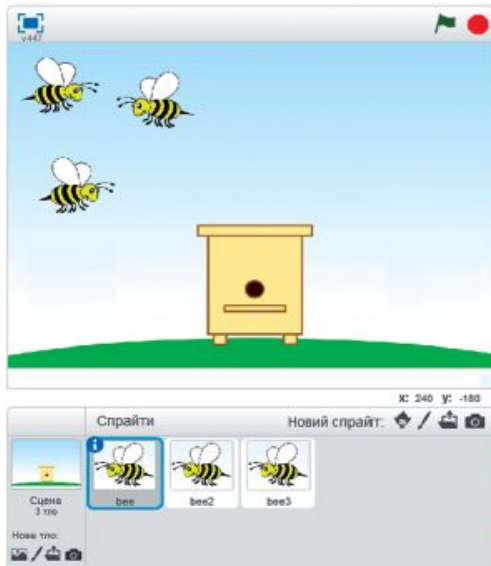 v447
X: 240 y: -180
Спрайти
Новий спрайт:
bee
bee2
bee3
Сцена
3 тло
Нове тло: